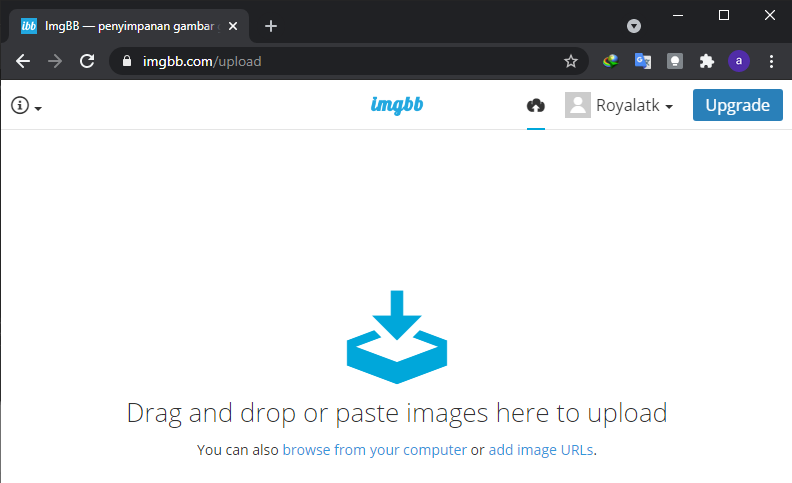 ibb ImgBB — penyimpanan gambar
imgbb.com/upload
a
imgbb
Royalatk
Upgrade
Drag and drop or paste images here to upload
You can also browse from your computer or add image URLs.